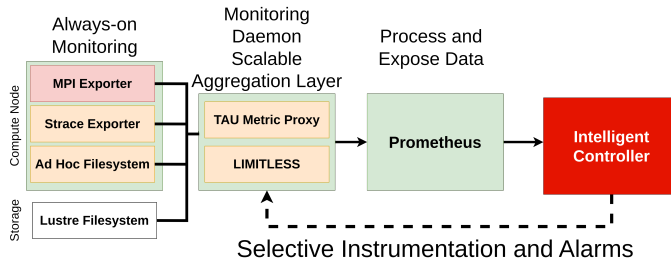 Always-on
Monitoring
Monitoring
Daemon
Scalable
Aggregation Layer
Process and
Expose Data
Compute Node
MPI Exporter
Strace Exporter
Ad Hoc Filesystem
TAU Metric Proxy
LIMITLESS
Prometheus
Intelligent
Controller
Storage
Lustre Filesystem
Selective Instrumentation and Alarms